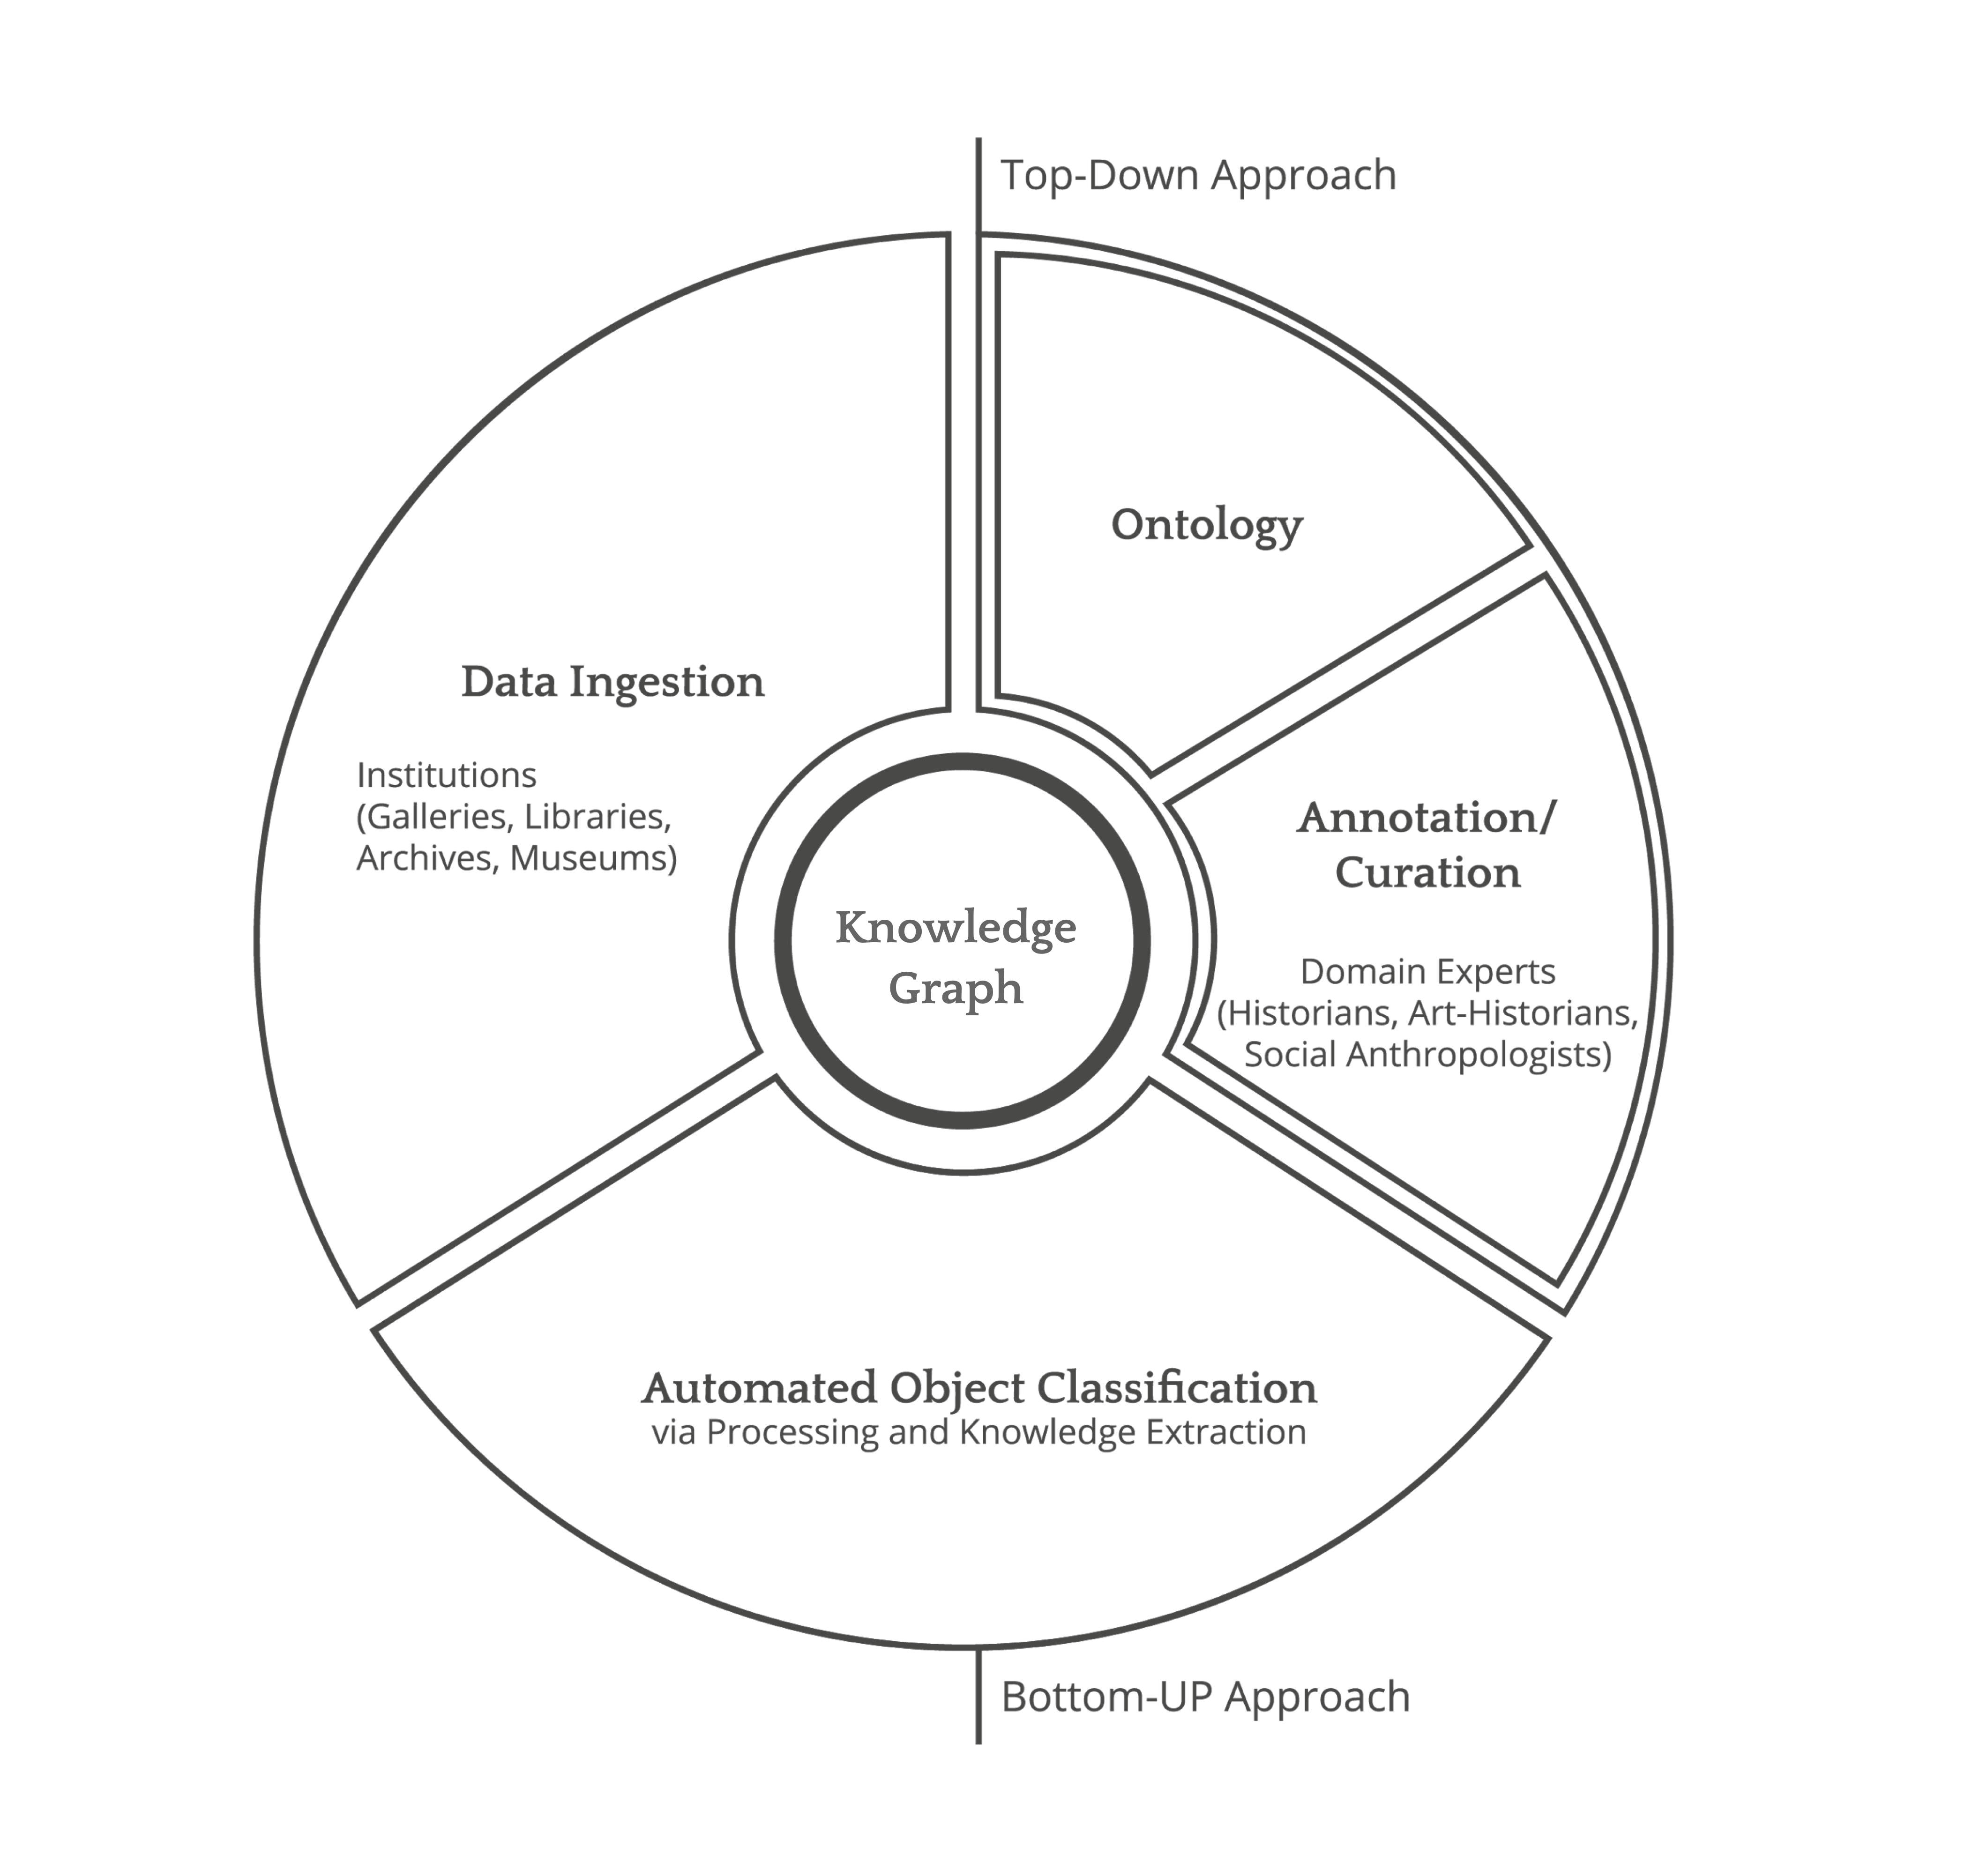 Top-Down Approach
Ontology
Data Ingestion
Institutions
(Galleries, Libraries,
Archives, Museums)
Annotation/
Curation
Domain Experts
(Historians, Art-Historians,
Social Anthropologists)
Knowledge
Graph
Automated Object Classification
via Processing and Knowledge Extraction
Bottom-UP Approach